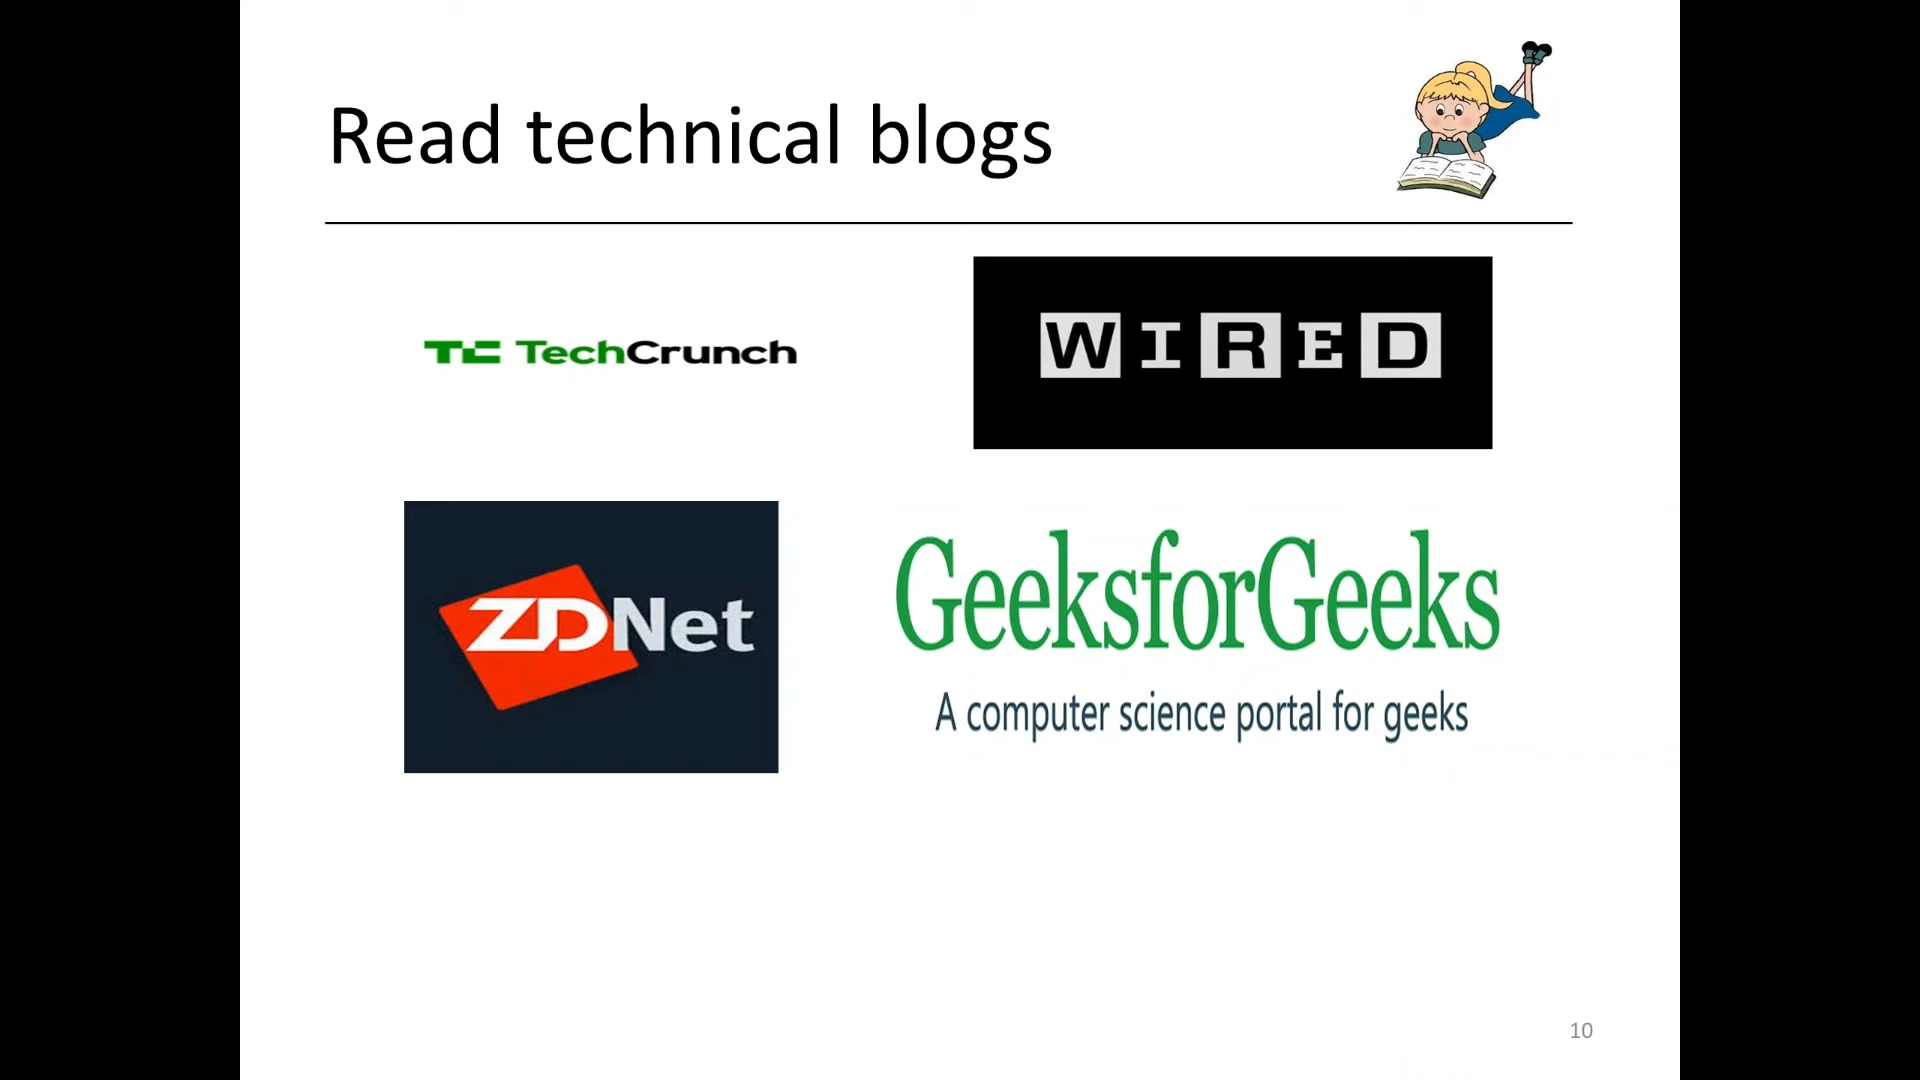 Read technical blogs
TC TechCrunch
WIRED
ZDNet
GeeksforGeeks
A computer science portal for geeks
10